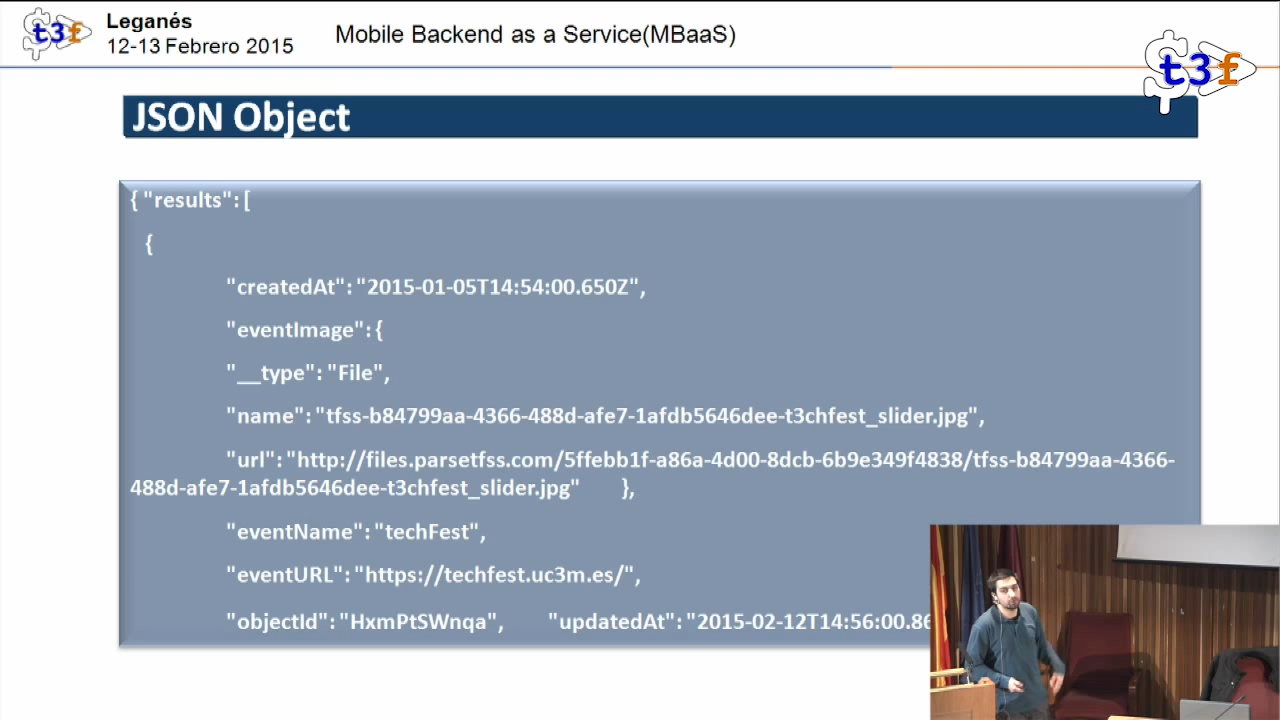 t3f
Leganés
12-13 Febrero 2015
Mobile Backend as a Service(MBaaS)
t3f
JSON Object
{ "results": [
{
"createdAt": "2015-01-05T14:54:00.650Z",
"eventImage": {
"__type": "File",
"name": "tfss-b84799aa-4366-488d-afe7-1afdb5646dee-t3chfest_slider.jpg",
"url": "http://files.parsetfss.com/5ffebb1f-a86a-4d00-8dcb-6b9e349f4838/tfss-b84799aa-4366-
488d-afe7-1afdb5646dee-t3chfest_slider.jpg" },
"eventName": "techFest",
"eventURL": "https://techfest.uc3m.es/",
"objectId": "HxmPtSWnqa", "updatedAt": "2015-02-12T14:56:00.86